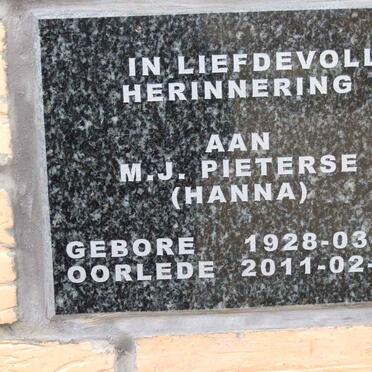 IN LIEFDEVOLL
HERINNERING
AAN
M.J. PIETERSE
(HANNA)
GEBORE 1928-03-
OORLEDE 2011-02-